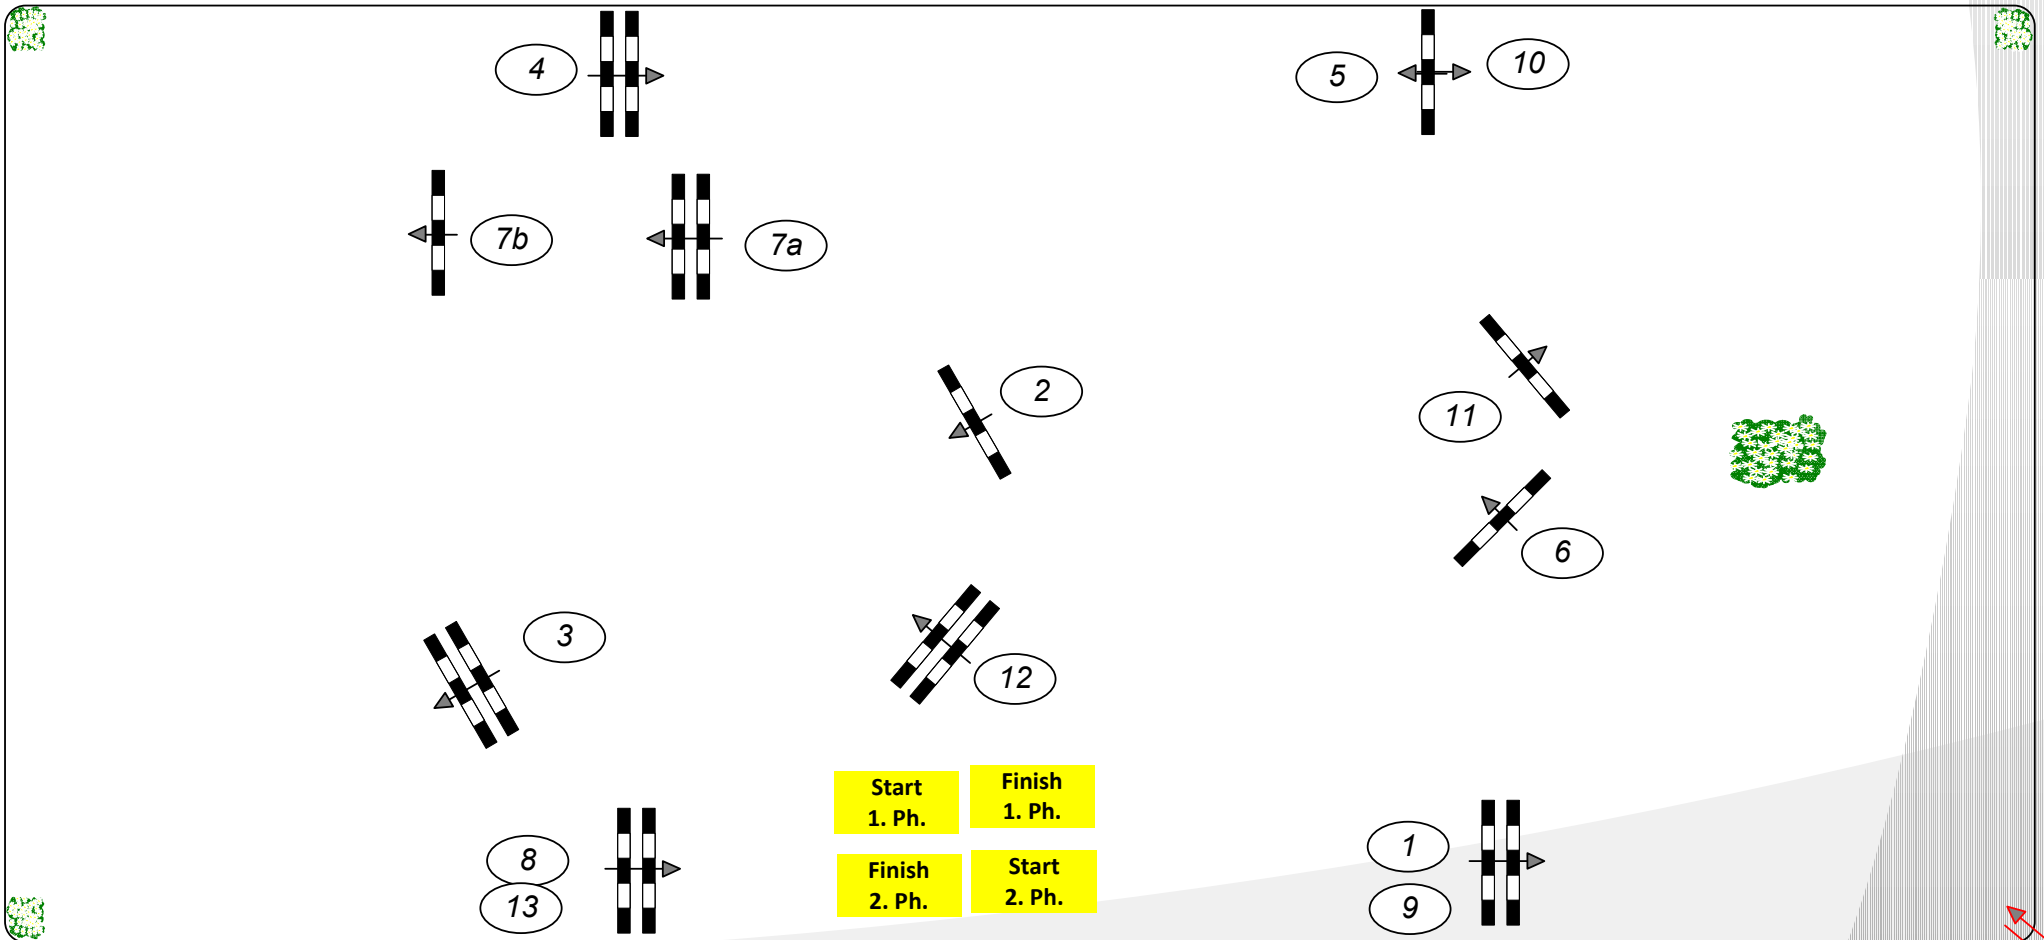 4
5
10
7b
7a
2
11
6
3
12
Start
1. Ph.
Finish
1. Ph.
8
13
Finish
2. Ph.
Start
2. Ph.
1
9